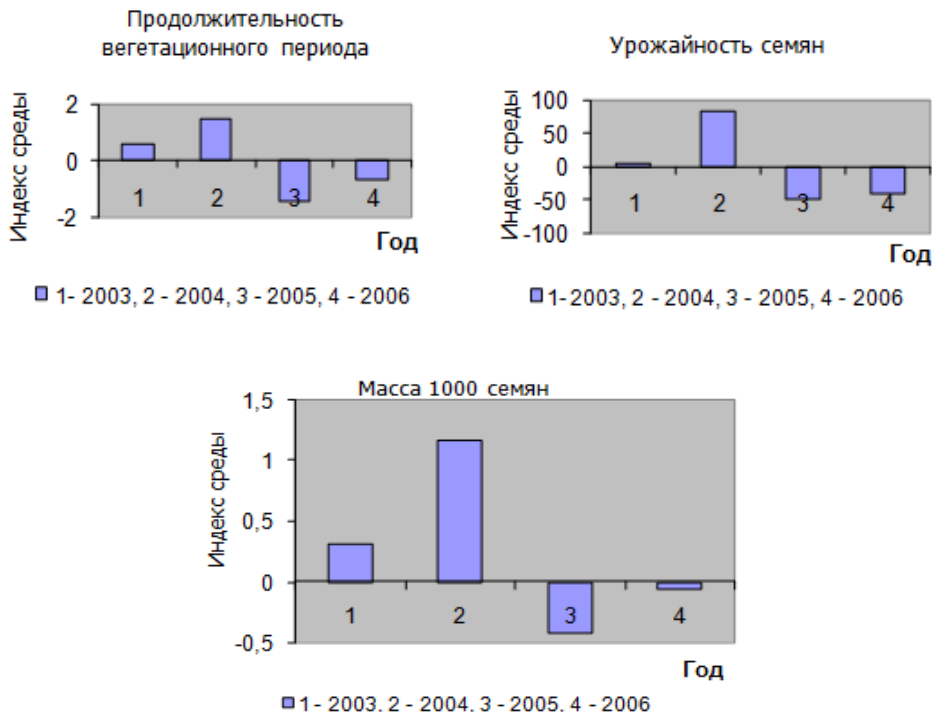 Продолжительность
вегетационного периода
Индекс среды
2
0
-2
1 2 3 4
Год
1- 2003, 2 - 2004, 3 - 2005, 4 - 2006
Урожайность семян
Индекс среды
100
50
0
-50
-100
1 2 3 4
Год
1- 2003, 2 - 2004, 3 - 2005, 4 - 2006
Масса 1000 семян
Индекс среды
1,5
1
0,5
0
-0,5
1 2 3 4
Год
1 - 2003. 2 - 2004. 3 - 2005. 4 - 2006